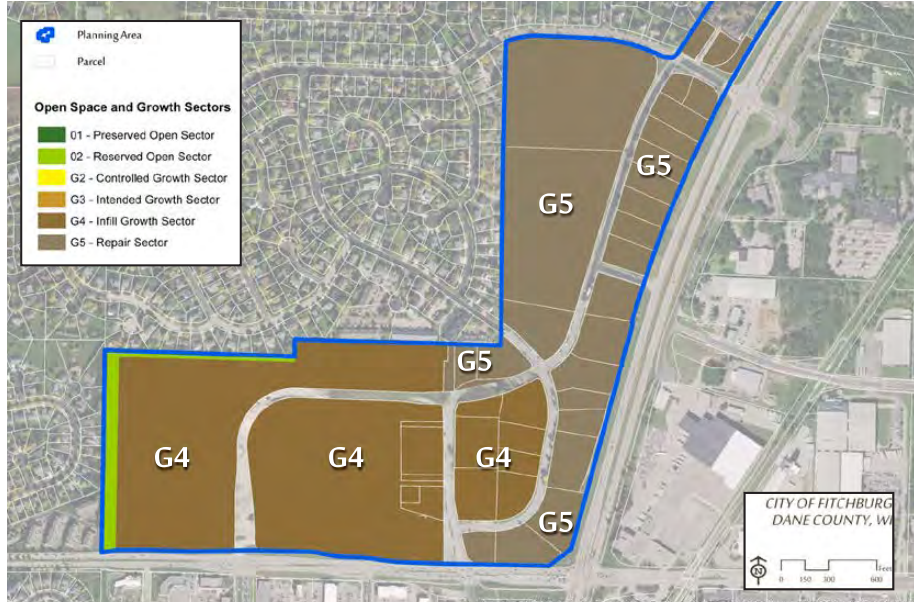 Planning Area
Parcel
Open Space and Growth Sectors
01 - Preserved Open Sector
02 - Reserved Open Sector
G2 - Controlled Growth Sector
G3 - Intended Growth Sector
G4 - Infill Growth Sector
G5 - Repair Sector
G5
G5
G5
G4
G4
G4
G5
CITY OF FITCHBURG
DANE COUNTY, WI
N
Feet
0 150 300 600